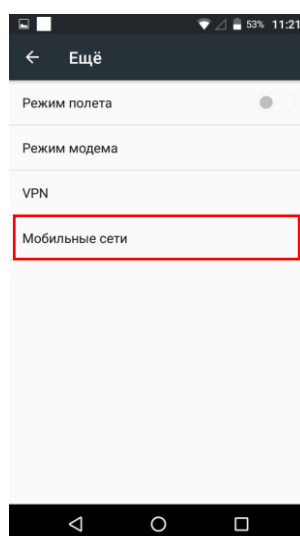 53% 11:21
Ещё
Режим полета
Режим модема
VPN
Мобильные сети